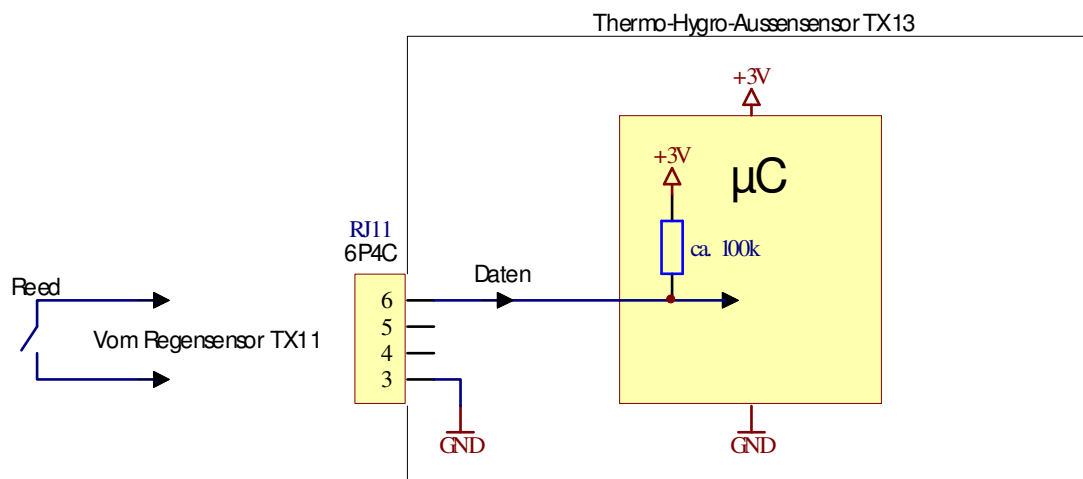 Thermo-Hygro-Aussensensor TX13
+3V
+3V
µC
RJ11
6P4C
ca. 100k
Reed
Daten
6
Vom Regensensor TX11
5
4
3
GND
GND